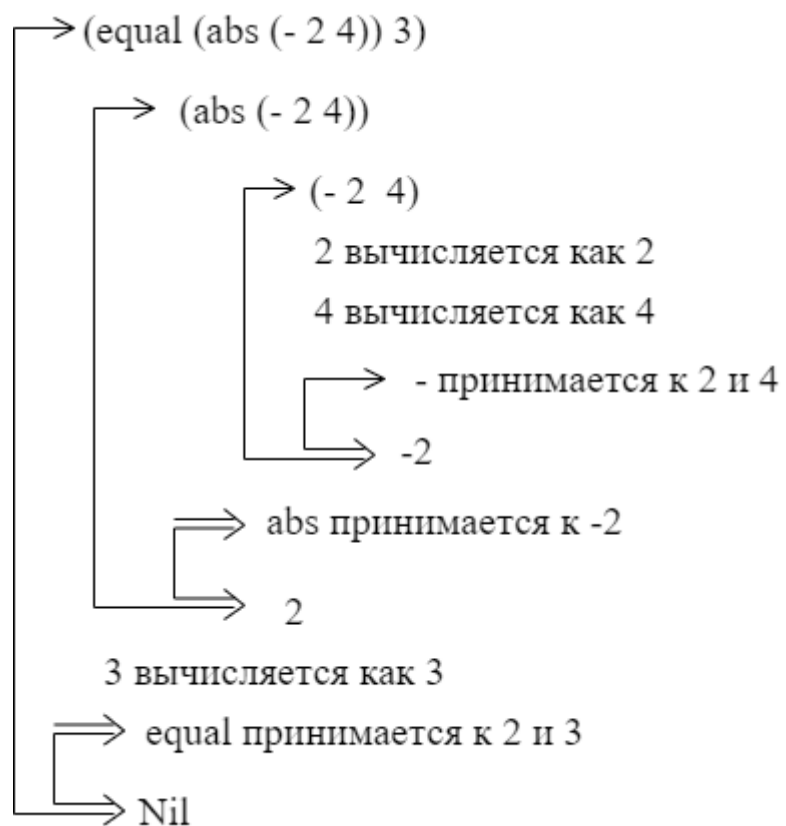 (equal (abs (- 2 4)) 3)
(abs (- 2 4))
(- 2 4)
2 вычисляется как 2
4 вычисляется как 4
- принимается к 2 и 4
-2
abs принимается к -2
2
3 вычисляется как 3
equal принимается к 2 и 3
Nil